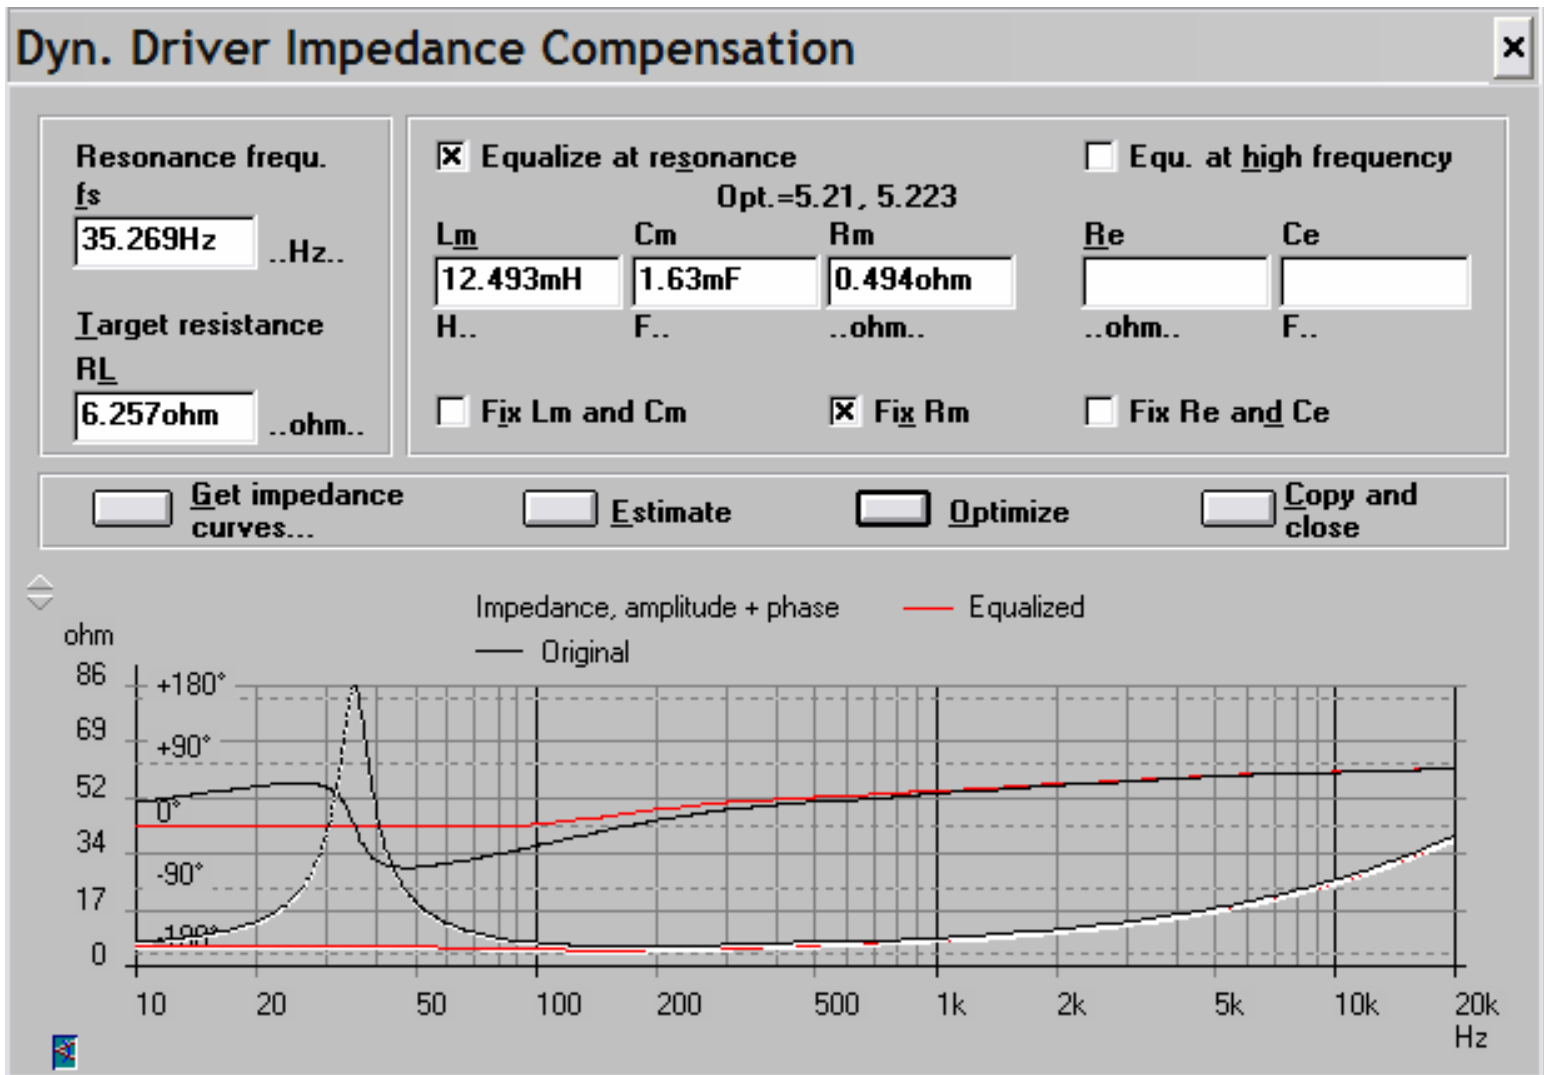 Dyn. Driver Impedance Compensation
Resonance frequ.
fs
35.269Hz ..Hz..
Target resistance
RL
6.257ohm ..ohm..
Equalize at resonance
Equ. at high frequency
Opt.=5.21, 5.223
Lm Cm Rm Re Ce
12.493mH 1.63mF 0.494ohm
H.. F.. ..ohm.. ..ohm.. F..
Fix Lm and Cm Fix Rm Fix Re and Ce
Get impedance
curves...
Estimate
Optimize
Copy and
close
Impedance, amplitude + phase Equalized
Original
ohm
86 +180°
69 +90°
52 0°
34
-90°
17
-180°
0
10 20 50 100 200 500 1k 2k 5k 10k 20k
Hz